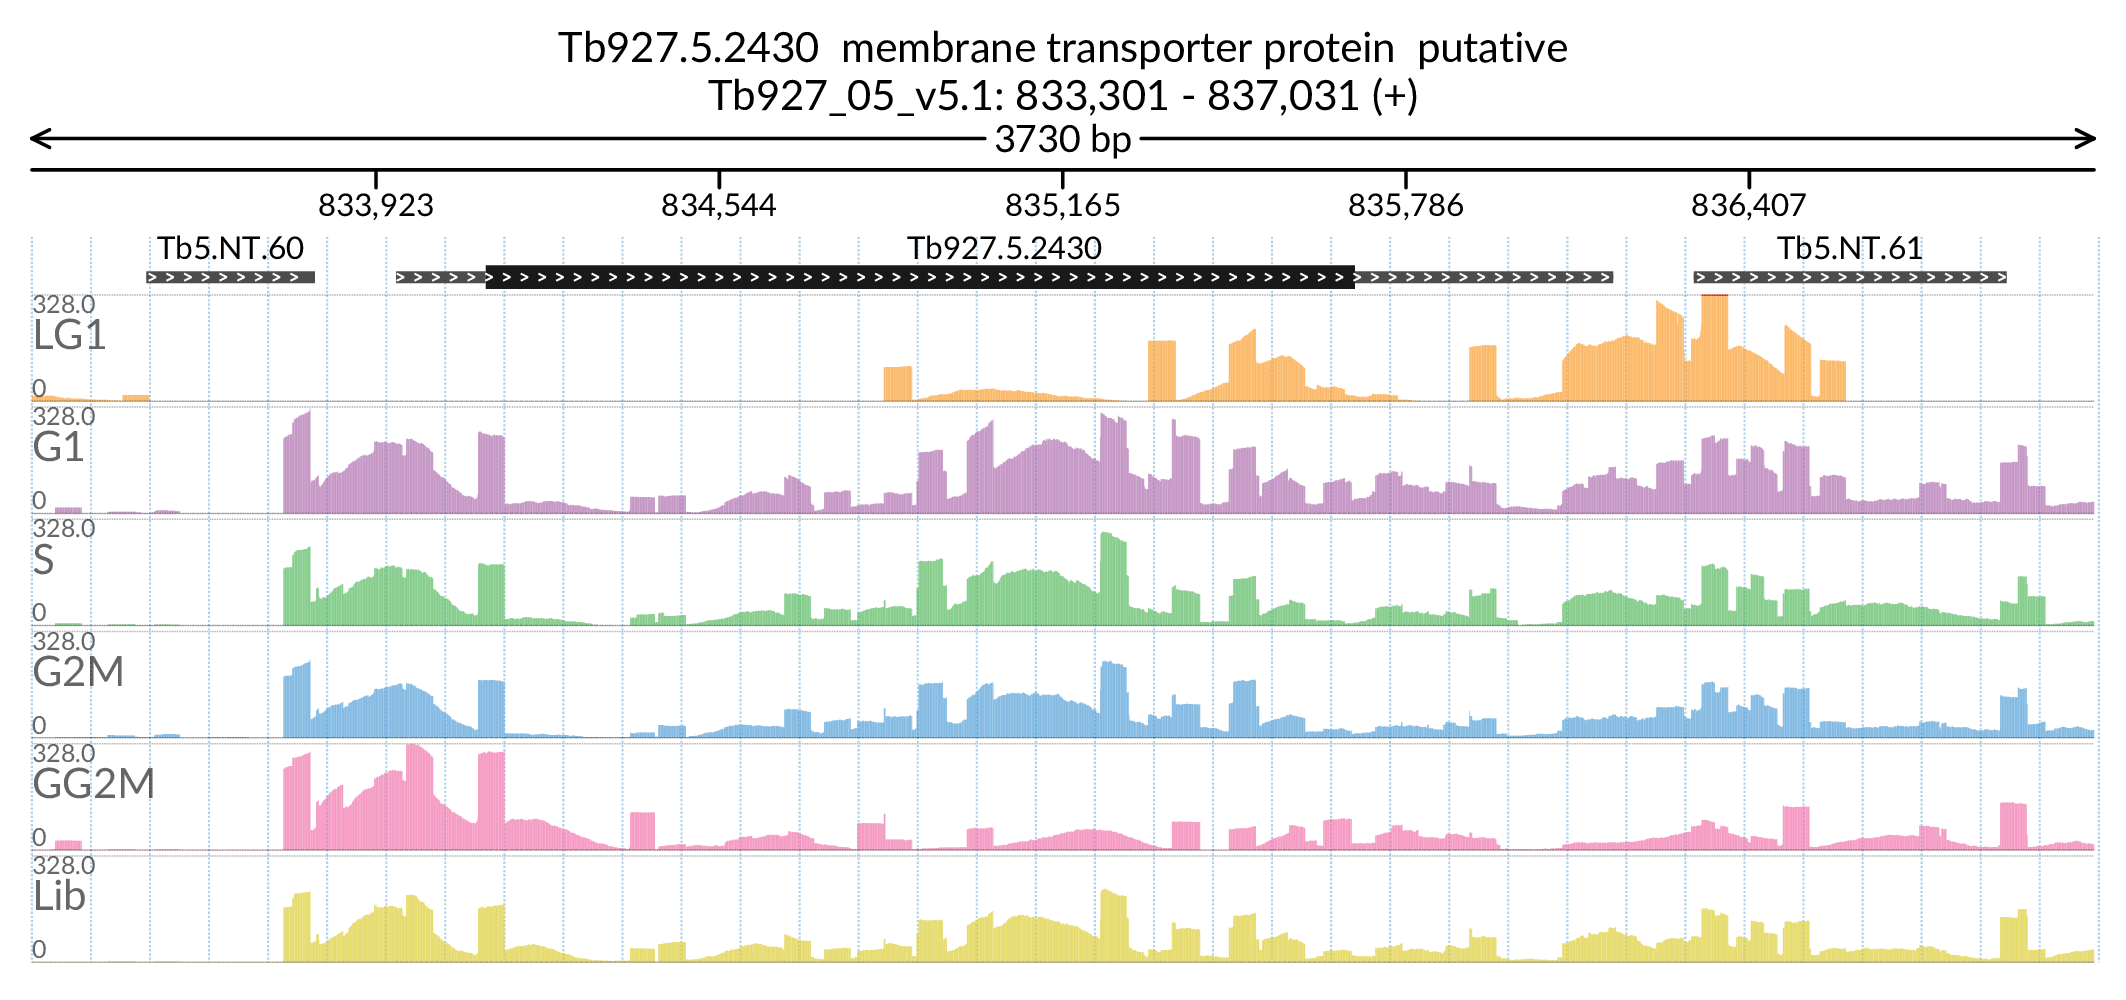 Tb927.5.2430  membrane transporter protein  putative
Tb927_05_v5.1: 833,301 - 837,031 (+)
3730 bp
833,923 834,544 835,165 835,786 836,407
Tb5.NT.60 Tb927.5.2430 Tb5.NT.61
328.0
LG1
0
328.0
G1
0
328.0
S
0
328.0
G2M
0
328.0
GG2M
0
328.0
Lib
0